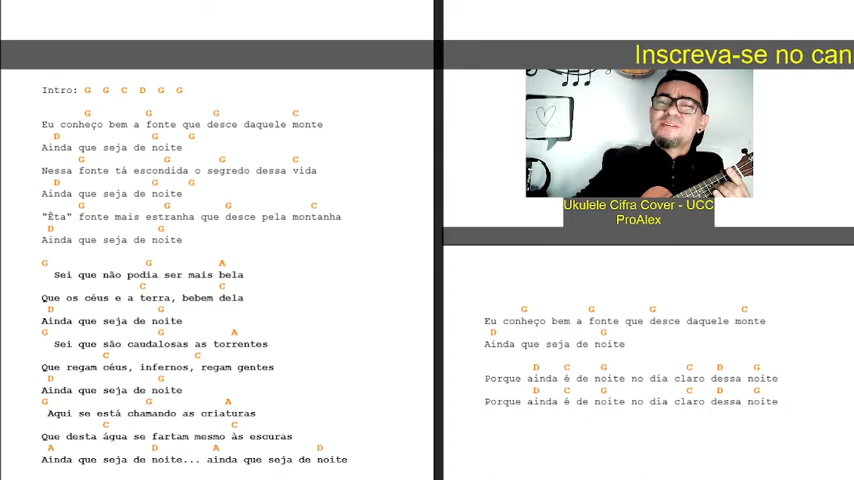 Intro: G G C D G G
G G G C
Eu conheço bem a fonte que desce daquele monte
D G G
Ainda que seja de noite
G G G C
Nessa fonte tá escondida o segredo dessa vida
D G G
Ainda que seja de noite
G G G C
"Êta" fonte mais estranha que desce pela montanha
D G
Ainda que seja de noite
G G A
Sei que não podia ser mais bela
C C
Que os céus e a terra, bebem dela
D G
Ainda que seja de noite
G G A
Sei que são caudalosas as torrentes
C C
Que regam céus, infernos, regam gentes
D G
Ainda que seja de noite
G G A
Aqui se está chamando as criaturas
C C
Que desta água se fartam mesmo às escuras
A D A D
Ainda que seja de noite... ainda que seja de noite
Inscreva-se no can
Ukulele Cifra Cover - UCC
ProAlex
G G G C
Eu conheço bem a fonte que desce daquele monte
D G
Ainda que seja de noite
D C G C D G
Porque ainda é de noite no dia claro dessa noite
D C G C D G
Porque ainda é de noite no dia claro dessa noite